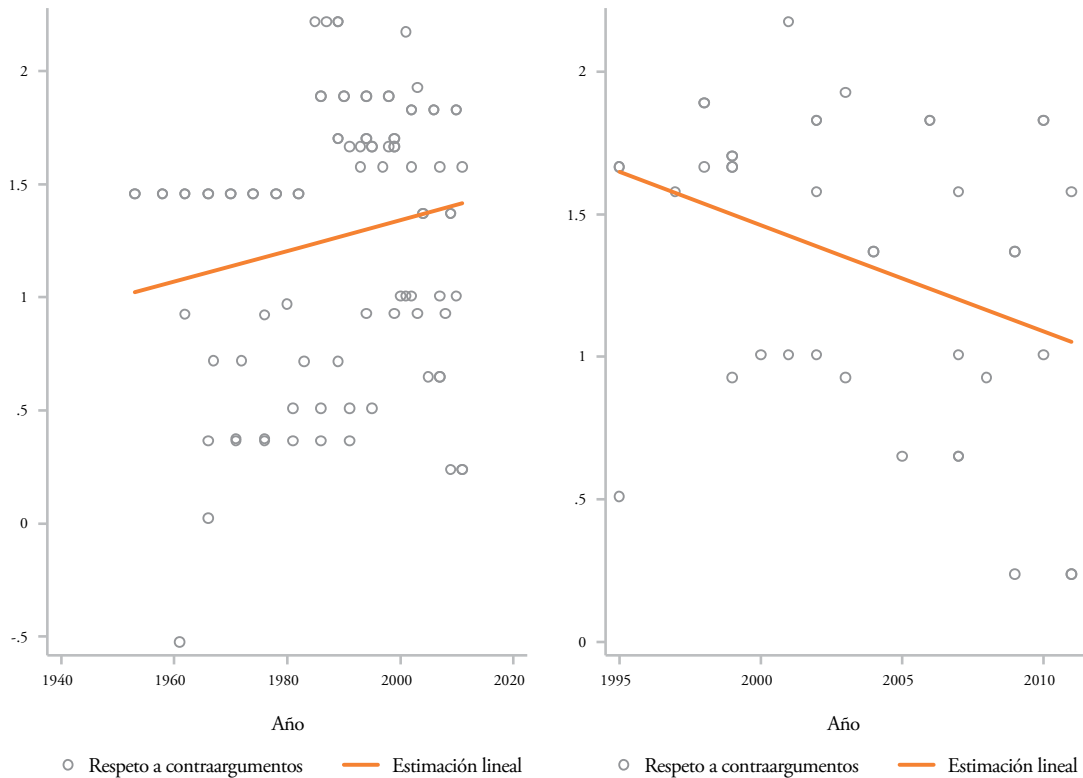 2
1.5
1
.5
0
-.5
1940 1960 1980 2000 2020
Año
Respeto a contraargumentos Estimación lineal
2
1.5
1
.5
0
1995 2000 2005 2010
Año
Respeto a contraargumentos Estimación lineal